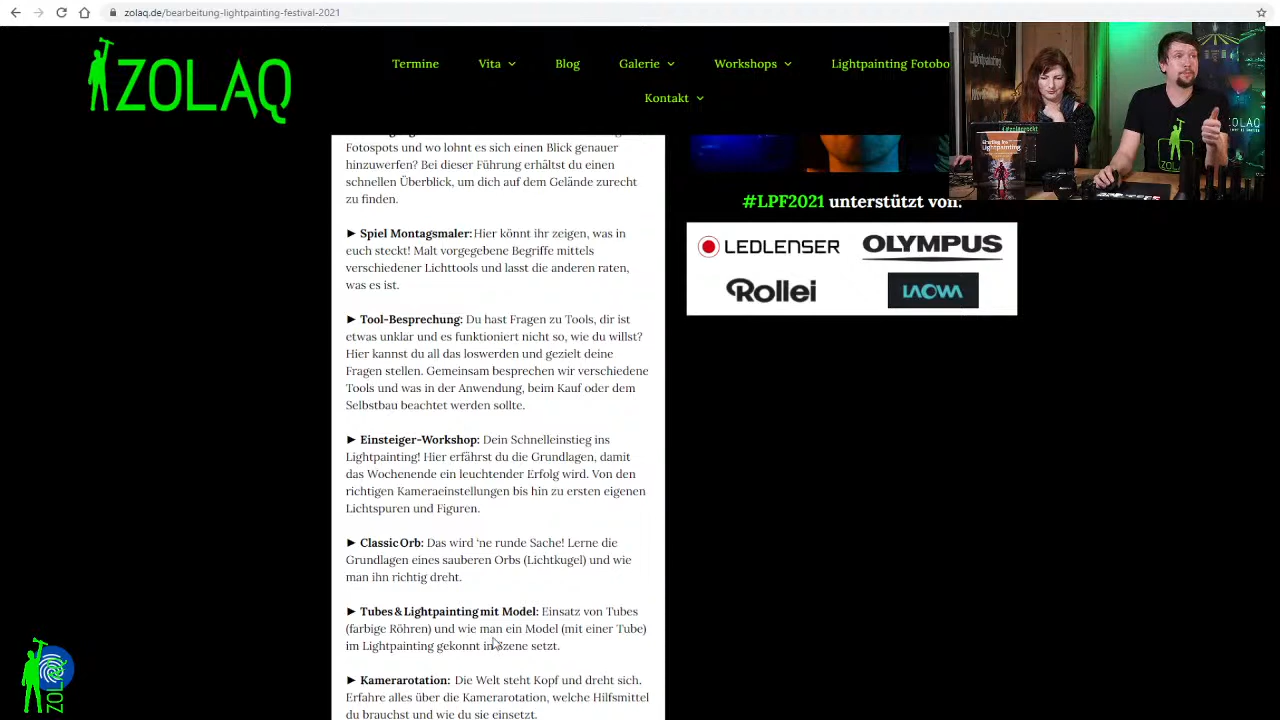 zolaq.de/bearbeitung-lightpainting-festival-2021
ZOLAQ
Termine
Vita
Blog
Galerie
Workshops
Lightpainting Fotobo
Kontakt
Fotospots und wo lohnt es sich einen Blick genauer
hinzuwerfen? Bei dieser Führung erhältst du einen
schnellen Überblick, um dich auf dem Gelände zurecht
zu finden.
► Spiel Montagsmaler: Hier könnt ihr zeigen, was in
euch steckt! Malt vorgegebene Begriffe mittels
verschiedener Lichttools und lasst die anderen raten,
was es ist.
► Tool-Besprechung: Du hast Fragen zu Tools, dir ist
etwas unklar und es funktioniert nicht so, wie du willst?
Hier kannst du all das loswerden und gezielt deine
Fragen stellen. Gemeinsam besprechen wir verschiedene
Tools und was in der Anwendung, beim Kauf oder dem
Selbstbau beachtet werden sollte.
► Einsteiger-Workshop: Dein Schnelleinstieg ins
Lightpainting! Hier erfährst du die Grundlagen, damit
das Wochenende ein leuchtender Erfolg wird. Von den
richtigen Kameraeinstellungen bis hin zu ersten eigenen
Lichtspuren und Figuren.
► Classic Orb: Das wird ‘ne runde Sache! Lerne die
Grundlagen eines sauberen Orbs (Lichtkugel) und wie
man ihn richtig dreht.
► Tubes & Lightpainting mit Model: Einsatz von Tubes
(farbige Röhren) und wie man ein Model (mit einer Tube)
im Lightpainting gekonnt in Szene setzt.
► Kamerarotation: Die Welt steht Kopf und dreht sich.
Erfahre alles über die Kamerarotation, welche Hilfsmittel
du brauchst und wie du sie einsetzt.
#LPF2021 unterstützt von:
LEDLENSER
OLYMPUS
Rollei
LAOWA
Lightpainting
ZOLAQ
ZOLAQ